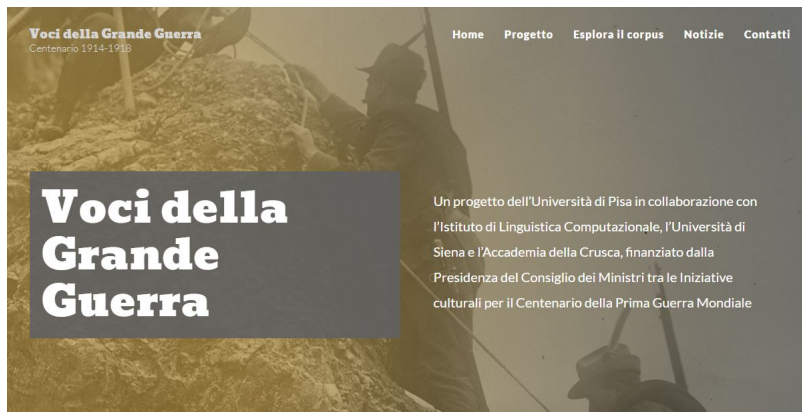 Voci della Grande Guerra
Centenario 1914-1918
Home Progetto Esplora il corpus Notizie Contatti
Voci della
Grande
Guerra
Un progetto dell'Università di Pisa in collaborazione con
l'Istituto di Linguistica Computazionale, l'Università di
Siena e l'Accademia della Crusca, finanziato dalla
Presidenza del Consiglio dei Ministri tra le Iniziative
culturali per il Centenario della Prima Guerra Mondiale